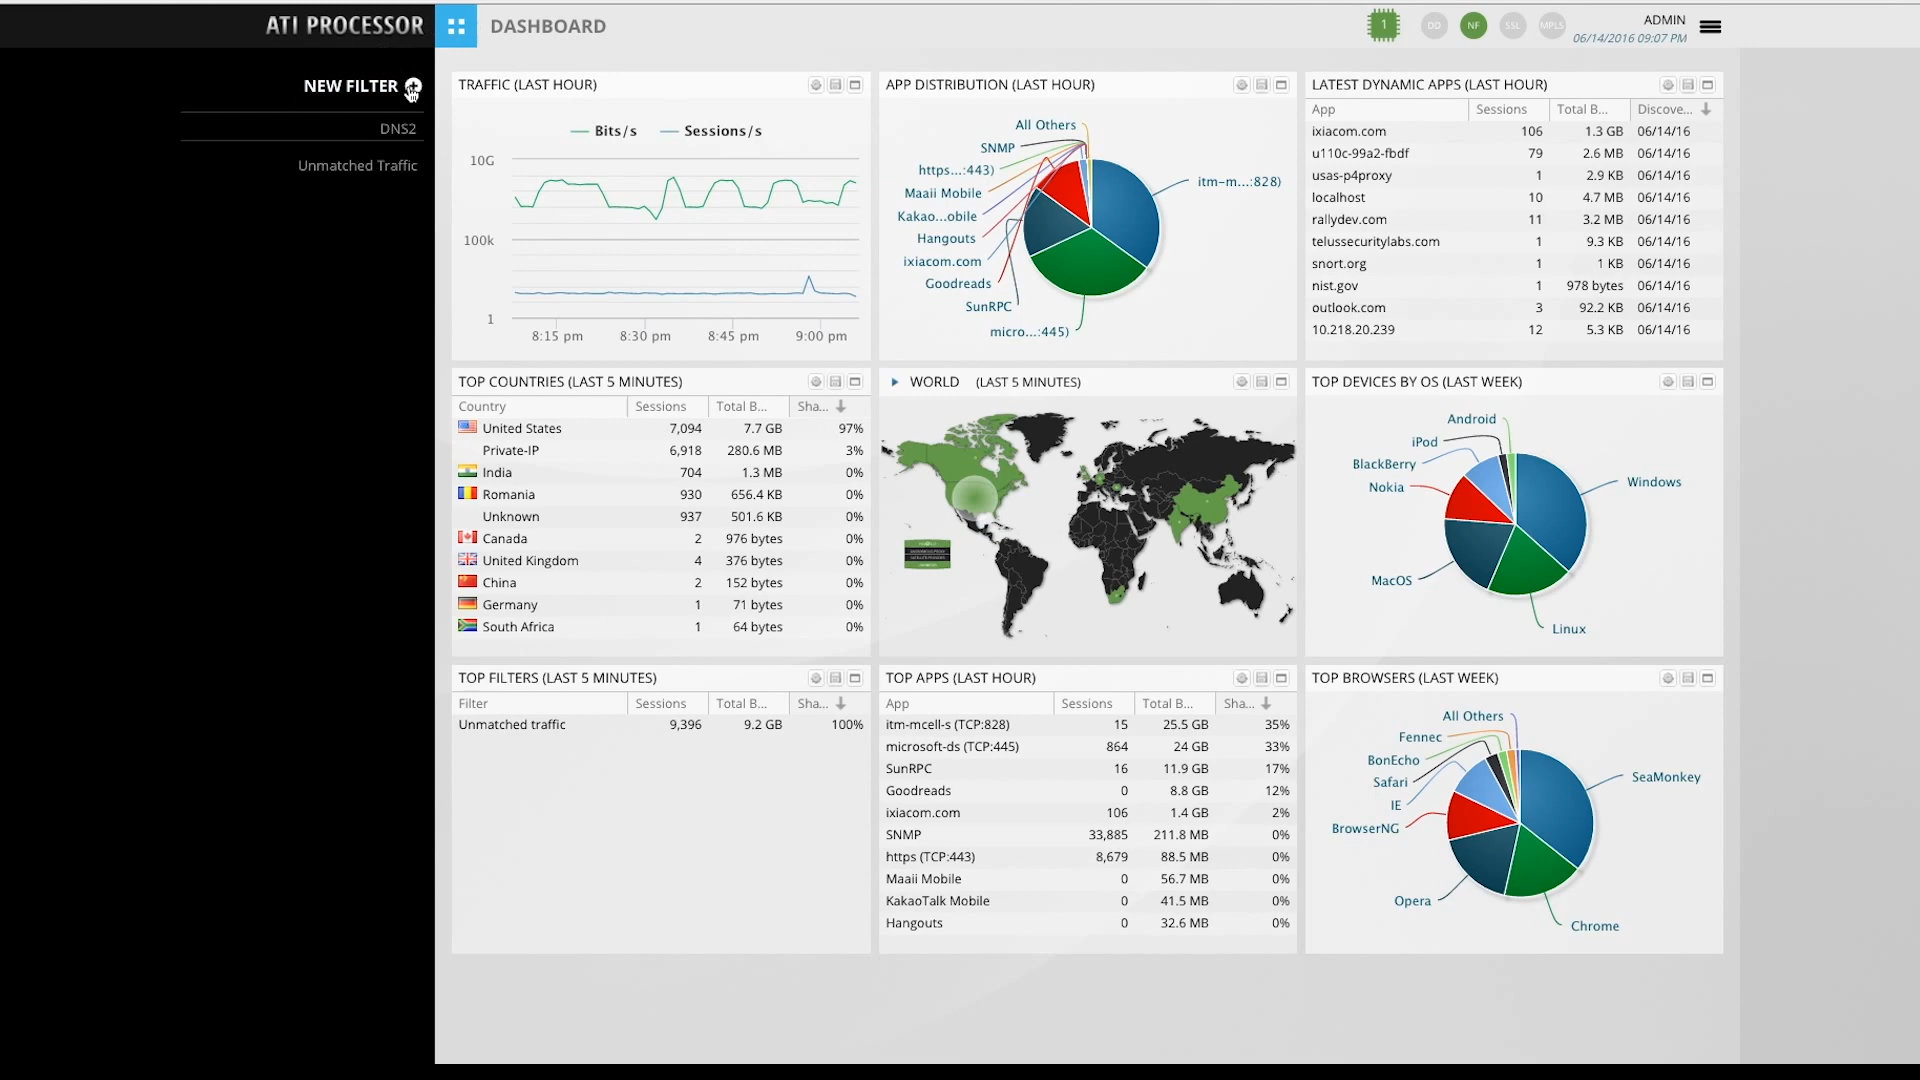 ATI PROCESSOR
DASHBOARD
1
DD
NF
SSL
MPLS
ADMIN
06/14/2016 09:07 PM
NEW FILTER
DNS2
Unmatched Traffic
TRAFFIC (LAST HOUR)
Bits/s
Sessions/s
10G
100k
1
8:15 pm 8:30 pm 8:45 pm 9:00 pm
APP DISTRIBUTION (LAST HOUR)
All Others
SNMP
https...:443)
Maaii Mobile
Kakao...obile
Hangouts
ixiacom.com
Goodreads
SunRPC
micro...:445)
itm-m...:828)
LATEST DYNAMIC APPS (LAST HOUR)
App Sessions Total B... Discove...
ixiacom.com 106 1.3 GB 06/14/16
u110c-99a2-fbdf 79 2.6 MB 06/14/16
usas-p4proxy 1 2.9 KB 06/14/16
localhost 10 4.7 MB 06/14/16
rallydev.com 11 3.2 MB 06/14/16
telussecuritylabs.com 1 9.3 KB 06/14/16
snort.org 1 1 KB 06/14/16
nist.gov 1 978 bytes 06/14/16
outlook.com 3 92.2 KB 06/14/16
10.218.20.239 12 5.3 KB 06/14/16
TOP COUNTRIES (LAST 5 MINUTES)
Country Sessions Total B... Sha...
United States 7,094 7.7 GB 97%
Private-IP 6,918 280.6 MB 3%
India 704 1.3 MB 0%
Romania 930 656.4 KB 0%
Unknown 937 501.6 KB 0%
Canada 2 976 bytes 0%
United Kingdom 4 376 bytes 0%
China 2 152 bytes 0%
Germany 1 71 bytes 0%
South Africa 1 64 bytes 0%
WORLD (LAST 5 MINUTES)
TOP DEVICES BY OS (LAST WEEK)
Android
iPod
BlackBerry
Nokia
MacOS
Windows
Linux
TOP FILTERS (LAST 5 MINUTES)
Filter Sessions Total B... Sha...
Unmatched traffic 9,396 9.2 GB 100%
TOP APPS (LAST HOUR)
App Sessions Total B... Sha...
itm-mcell-s (TCP:828) 15 25.5 GB 35%
microsoft-ds (TCP:445) 864 24 GB 33%
SunRPC 16 11.9 GB 17%
Goodreads 0 8.8 GB 12%
ixiacom.com 106 1.4 GB 2%
SNMP 33,885 211.8 MB 0%
https (TCP:443) 8,679 88.5 MB 0%
Maaii Mobile 0 56.7 MB 0%
KakaoTalk Mobile 0 41.5 MB 0%
Hangouts 0 32.6 MB 0%
TOP BROWSERS (LAST WEEK)
All Others
Fennec
BonEcho
Safari
IE
BrowserNG
Opera
SeaMonkey
Chrome